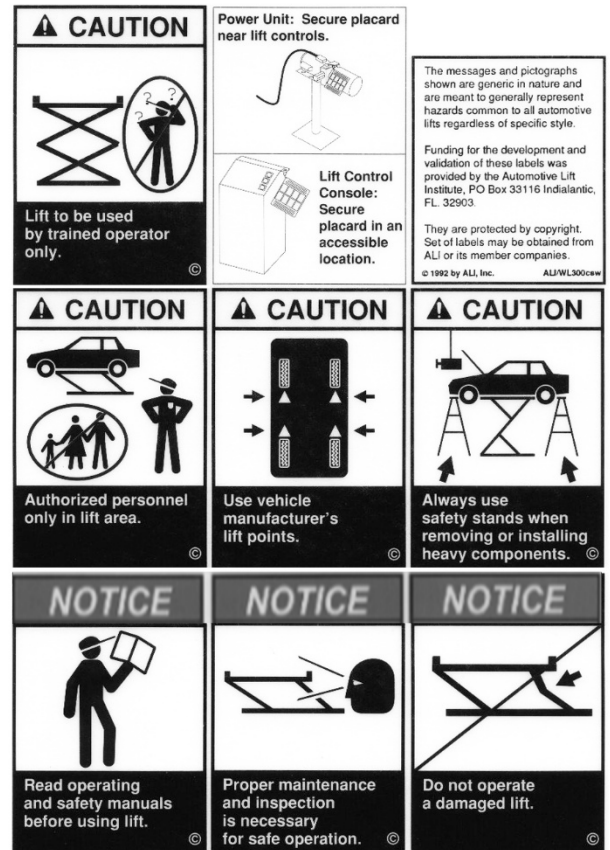 CAUTION
Lift to be used
by trained operator
only.
©
Power Unit: Secure placard
near lift controls.
Lift Control
Console:
Secure
placard in an
accessible
location.
The messages and pictographs
shown are generic in nature and
are meant to generally represent
hazards common to all automotive
lifts regardless of specific style.
Funding for the development and
validation of these labels was
provided by the Automotive Lift
Institute, PO Box 33116 Indialantic,
FL. 32903.
They are protected by copyright.
Set of labels may be obtained from
ALI or its member companies.
© 1992 by ALI, Inc. ALI/WL300csw
CAUTION
Authorized personnel
only in lift area.
©
CAUTION
Use vehicle
manufacturer's
lift points.
©
CAUTION
Always use
safety stands when
removing or installing
heavy components. ©
NOTICE
Read operating
and safety manuals
before using lift.
©
NOTICE
Proper maintenance
and inspection
is necessary
for safe operation.
©
NOTICE
Do not operate
a damaged lift.
©